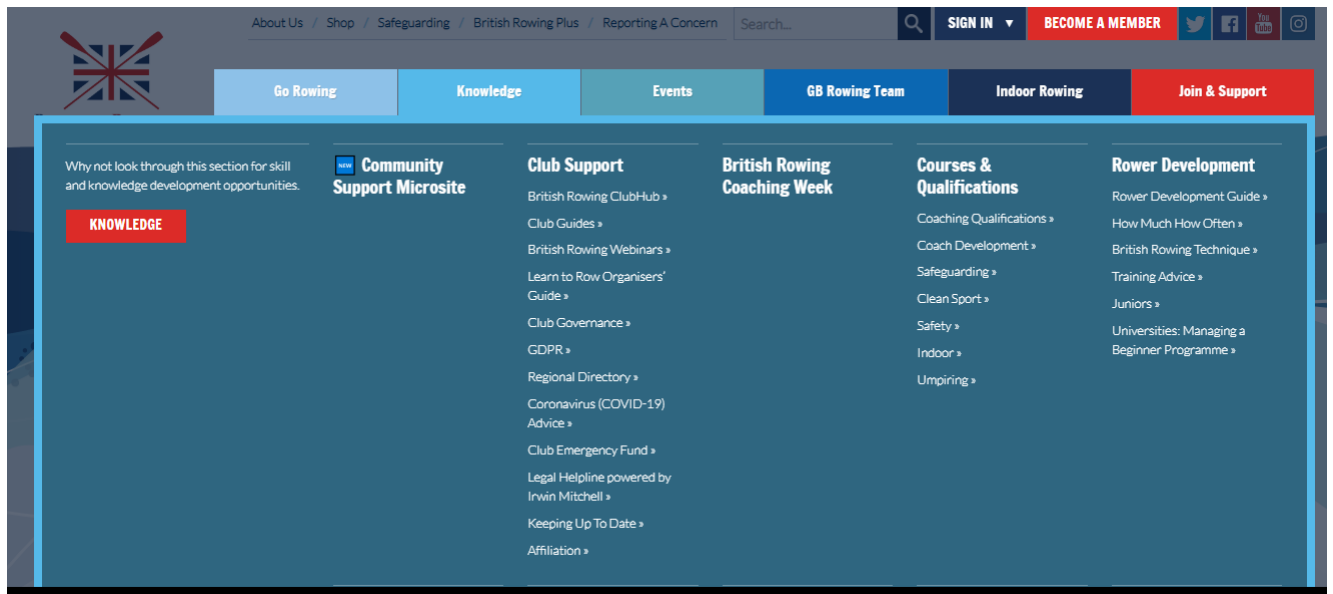 About Us / Shop / Safeguarding / British Rowing Plus / Reporting A Concern
Search...
SIGN IN ▼
BECOME A MEMBER
You
Tube
Go Rowing
Knowledge
Events
GB Rowing Team
Indoor Rowing
Join & Support
Why not look through this section for skill
and knowledge development opportunities.
KNOWLEDGE
NEW Community
Support Microsite
Club Support
British Rowing ClubHub »
Club Guides »
British Rowing Webinars »
Learn to Row Organisers'
Guide »
Club Governance »
GDPR »
Regional Directory »
Coronavirus (COVID-19)
Advice »
Club Emergency Fund »
Legal Helpline powered by
Irwin Mitchell »
Keeping Up To Date »
Affiliation »
British Rowing
Coaching Week
Courses &
Qualifications
Coaching Qualifications »
Coach Development »
Safeguarding »
Clean Sport »
Safety »
Indoor »
Umpiring »
Rower Development
Rower Development Guide »
How Much How Often »
British Rowing Technique »
Training Advice »
Juniors »
Universities: Managing a
Beginner Programme »